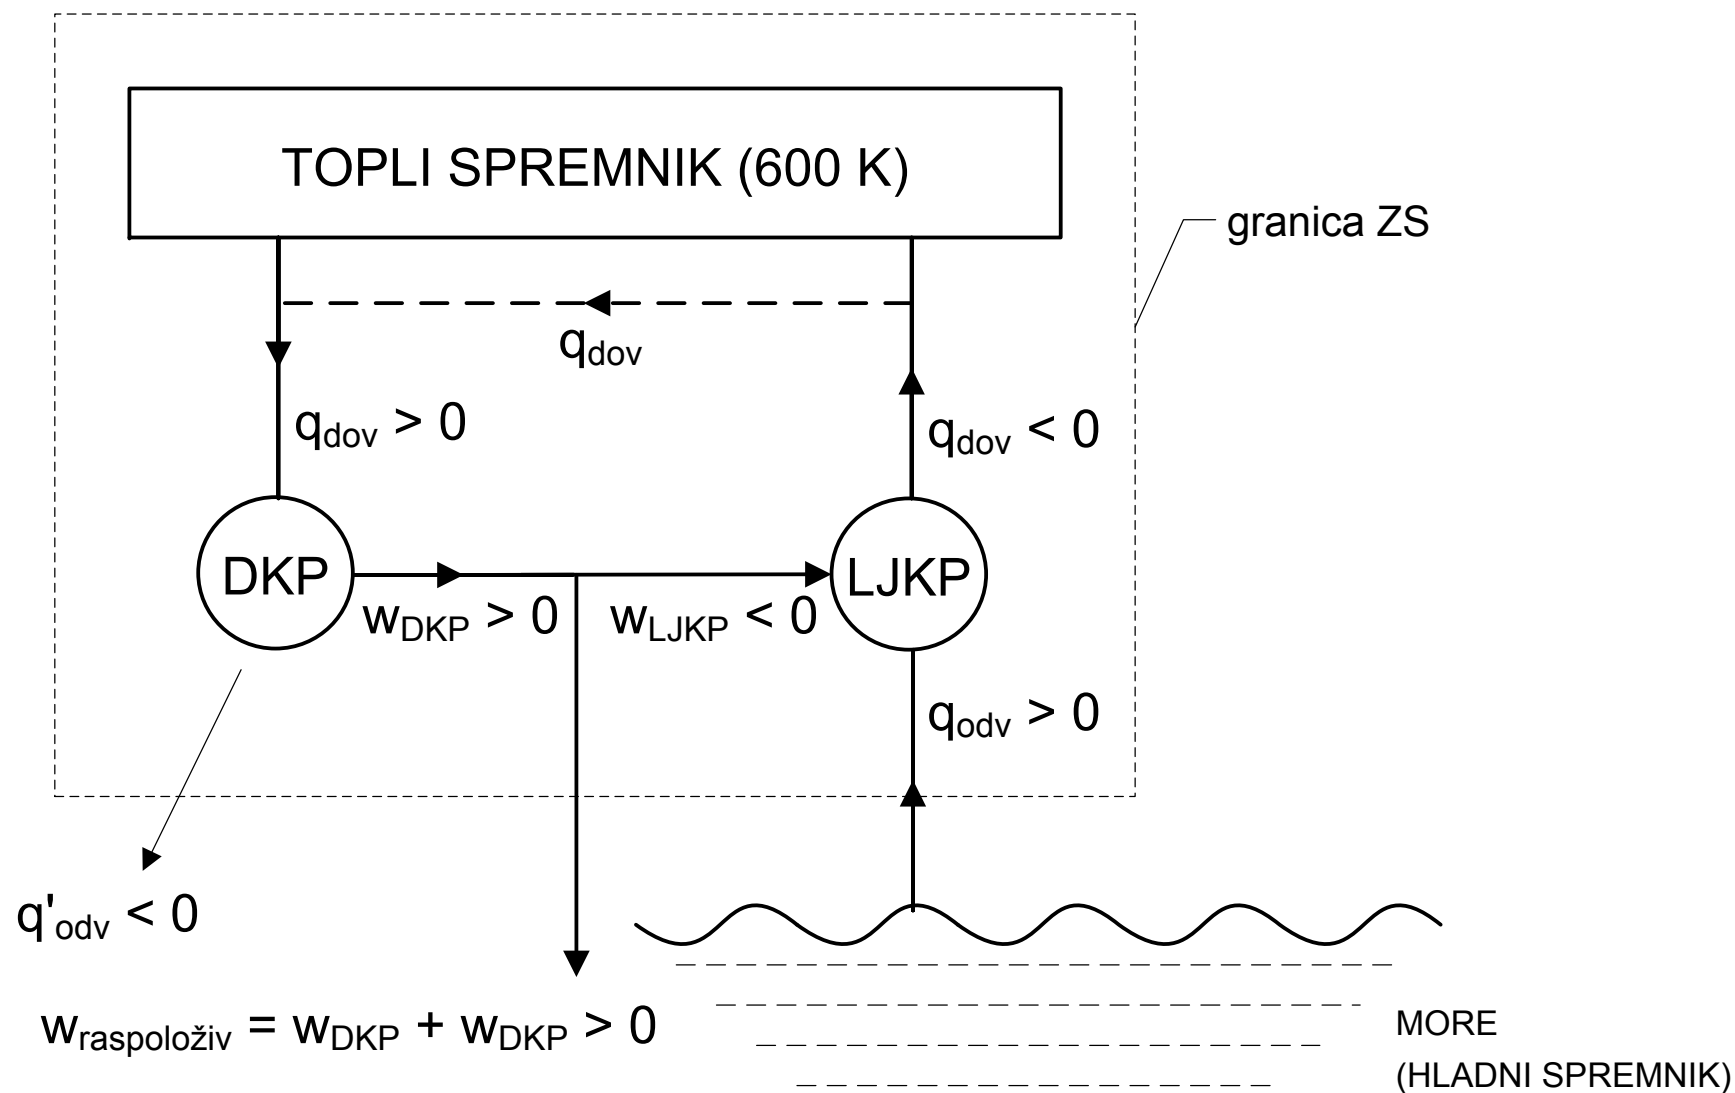 TOPLI SPREMNIK (600 K)
granica ZS
qdov
qdov > 0
qdov < 0
DKP
LJKP
wDKP > 0
wLJKP < 0
qodv > 0
q'odv < 0
wraspoloživ = wDKP + wDKP > 0
MORE
(HLADNI SPREMNIK)